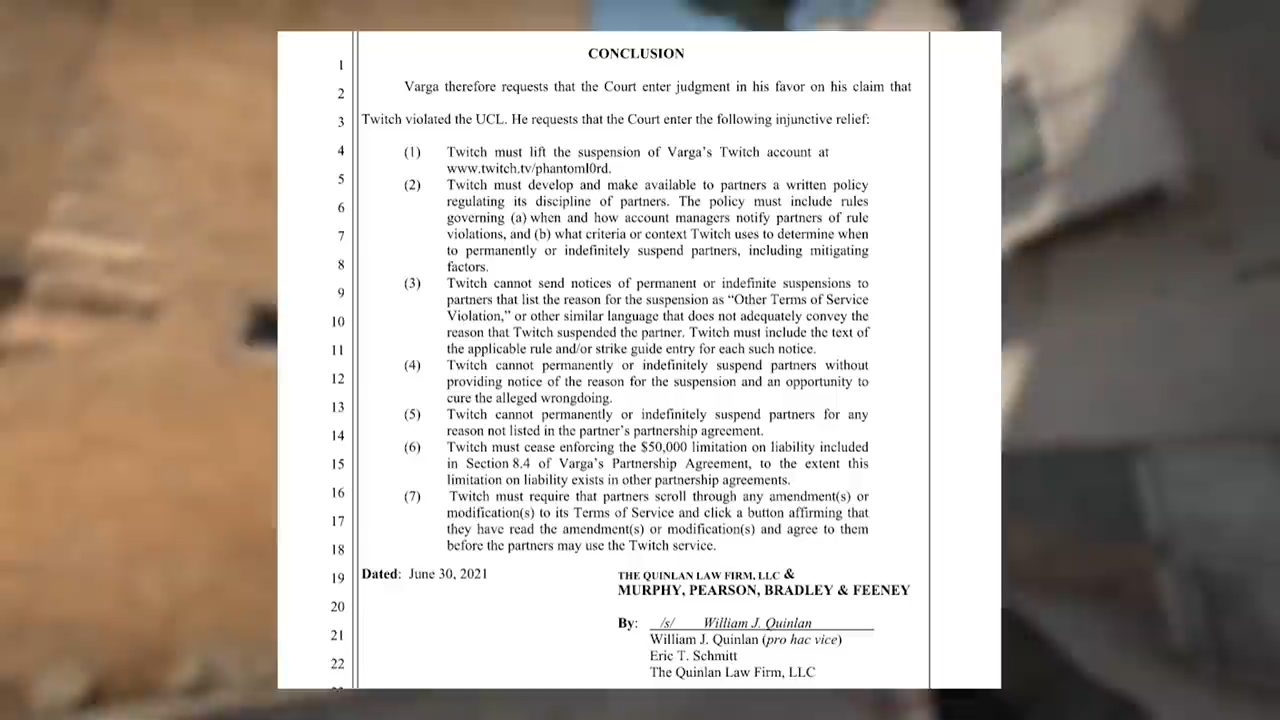 CONCLUSION
1
2 Varga therefore requests that the Court enter judgment in his favor on his claim that
3 Twitch violated the UCL. He requests that the Court enter the following injunctive relief:
4 (1) Twitch must lift the suspension of Varga's Twitch account at
www.twitch.tv/phantoml0rd.
5 (2) Twitch must develop and make available to partners a written policy
regulating its discipline of partners. The policy must include rules
6 governing (a) when and how account managers notify partners of rule
7 violations, and (b) what criteria or context Twitch uses to determine when
to permanently or indefinitely suspend partners, including mitigating
8 factors.
(3) Twitch cannot send notices of permanent or indefinite suspensions to
9 partners that list the reason for the suspension as “Other Terms of Service
10 Violation,” or other similar language that does not adequately convey the
reason that Twitch suspended the partner. Twitch must include the text of
11 the applicable rule and/or strike guide entry for each such notice.
(4) Twitch cannot permanently or indefinitely suspend partners without
12 providing notice of the reason for the suspension and an opportunity to
cure the alleged wrongdoing.
13 (5) Twitch cannot permanently or indefinitely suspend partners for any
14 reason not listed in the partner's partnership agreement.
(6) Twitch must cease enforcing the $50,000 limitation on liability included
15 in Section 8.4 of Varga's Partnership Agreement, to the extent this
limitation on liability exists in other partnership agreements.
16 (7) Twitch must require that partners scroll through any amendment(s) or
17 modification(s) to its Terms of Service and click a button affirming that
they have read the amendment(s) or modification(s) and agree to them
18 before the partners may use the Twitch service.
19 Dated: June 30, 2021 THE QUINLAN LAW FIRM, LLC &
MURPHY, PEARSON, BRADLEY & FEENEY
20
21 By: /s/ William J. Quinlan
William J. Quinlan (pro hac vice)
22 Eric T. Schmitt
The Quinlan Law Firm, LLC